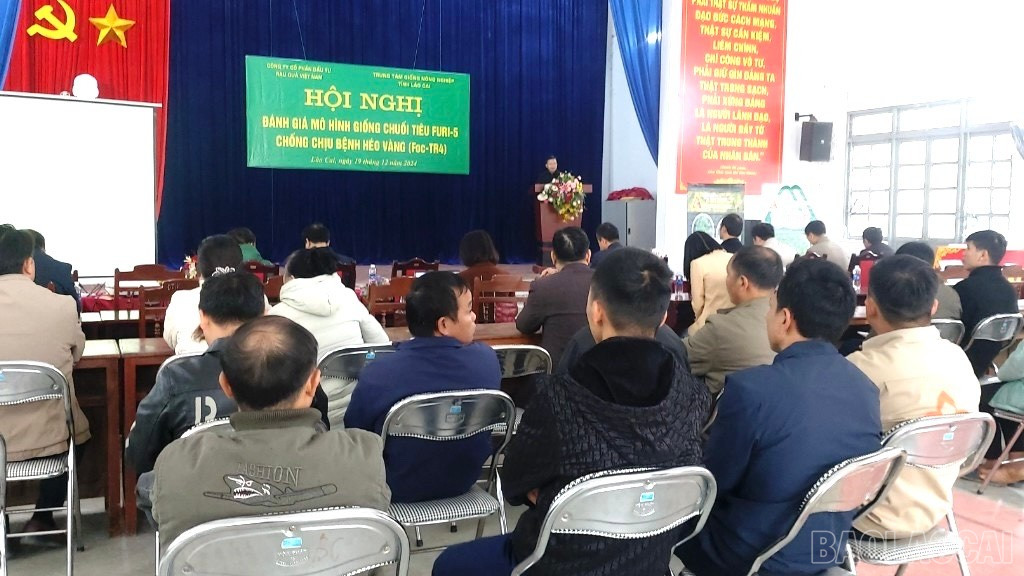 CÔNG TY CỔ PHẦN ĐẦU TƯ
RAU QUẢ VIỆT NAM
TRUNG TÂM GIỐNG NÔNG NGHIỆP
TỈNH LÀO CAI
HỘI NGHỊ
ĐÁNH GIÁ MÔ HÌNH GIỐNG CHUỐI TIÊU FURI-5
CHỐNG CHỊU BỆNH HÉO VÀNG (Foc-TR4)
Lào Cai, ngày 19 tháng 12 năm 2024
PHẢI THẬT SỰ THẤM NHUẦN
ĐẠO ĐỨC CÁCH MẠNG,
THẬT SỰ CẦN KIỆM,
LIÊM CHÍNH,
CHÍ CÔNG VÔ TƯ,
PHẢI GIỮ GÌN ĐẢNG TA
THẬT TRONG SẠCH,
PHẢI XỨNG ĐÁNG
LÀ NGƯỜI LÃNH ĐẠO,
LÀ NGƯỜI ĐẦY TỚ
THẬT TRUNG THÀNH
CỦA NHÂN DÂN.
BAOLAOCAI